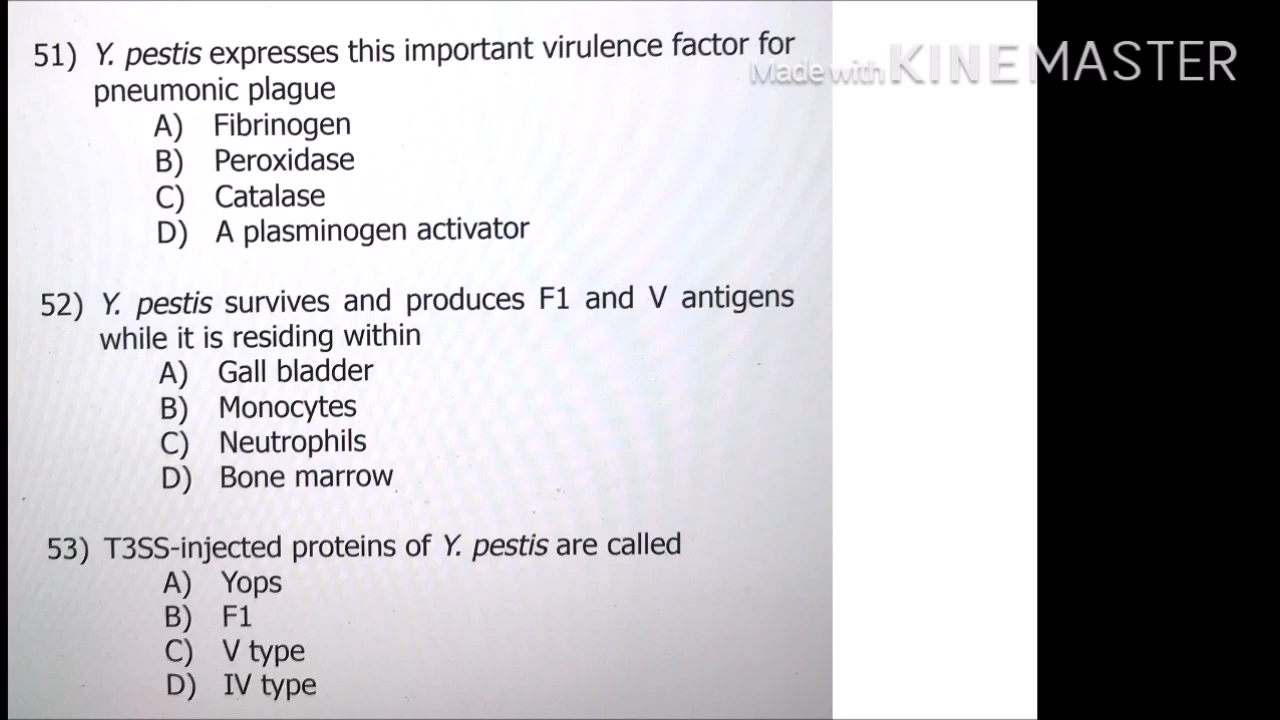 51) Y. pestis expresses this important virulence factor for
pneumonic plague
A) Fibrinogen
B) Peroxidase
C) Catalase
D) A plasminogen activator
52) Y. pestis survives and produces F1 and V antigens
while it is residing within
A) Gall bladder
B) Monocytes
C) Neutrophils
D) Bone marrow
53) T3SS-injected proteins of Y. pestis are called
A) Yops
B) F1
C) V type
D) IV type
Made with KINEMASTER